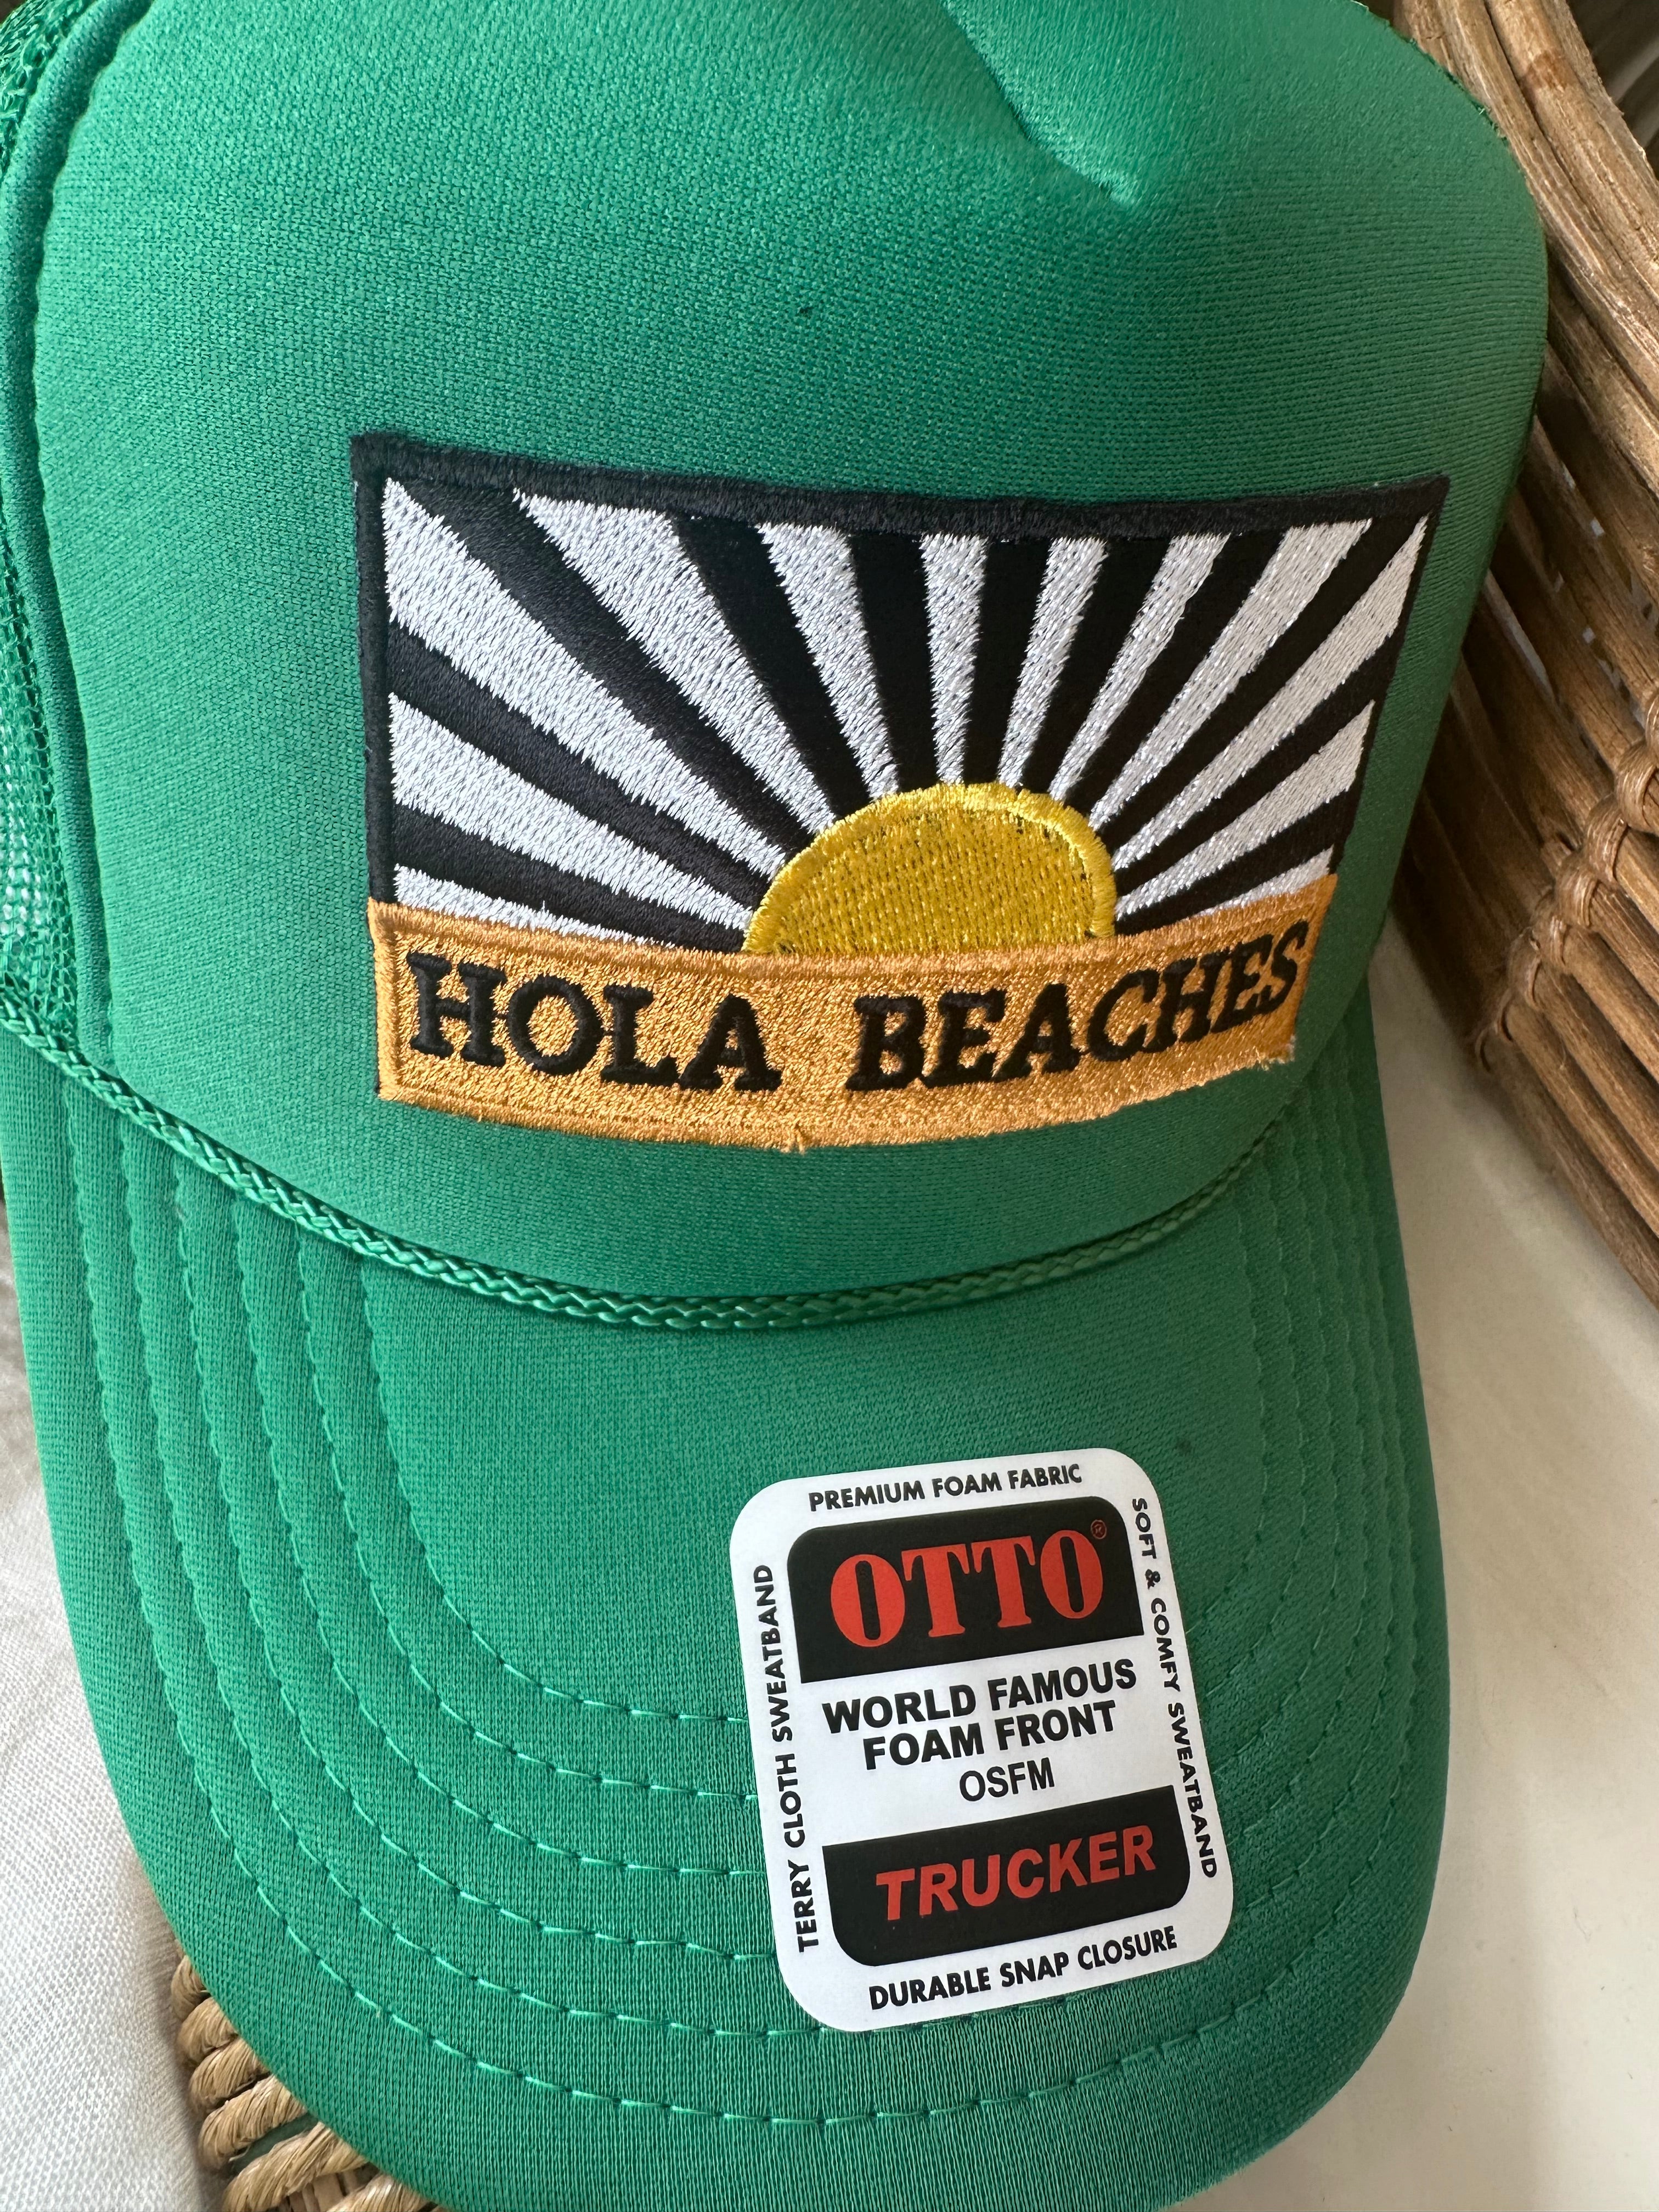 HOLA BEACHES
PREMIUM FOAM FABRIC
OTTO®
WORLD FAMOUS
FOAM FRONT
OSFM
TRUCKER
DURABLE SNAP CLOSURE
TERRY CLOTH SWEATBAND
SOFT & COMFY SWEATBAND